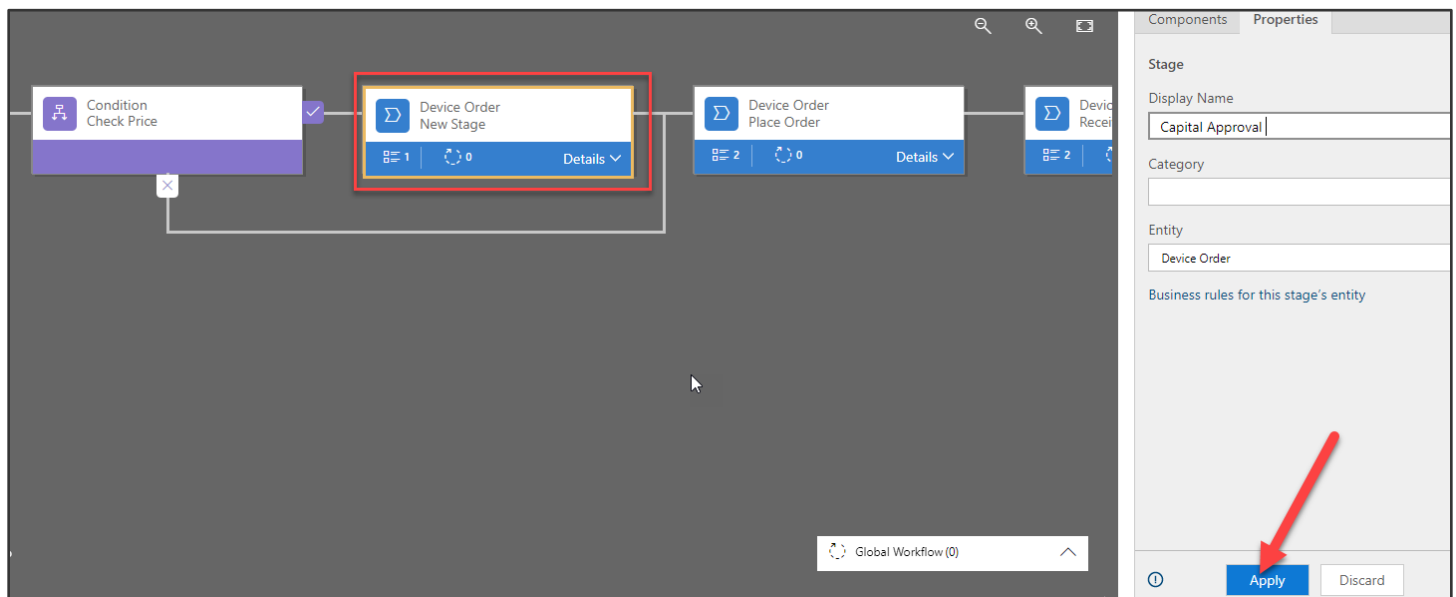 Components Properties
Stage
Display Name
Capital Approval
Category
Entity
Device Order
Business rules for this stage's entity
Condition
Check Price
Device Order
New Stage
1 0 Details
Device Order
Place Order
2 0 Details
Devic
Recei
2
Global Workflow (0)
Apply Discard